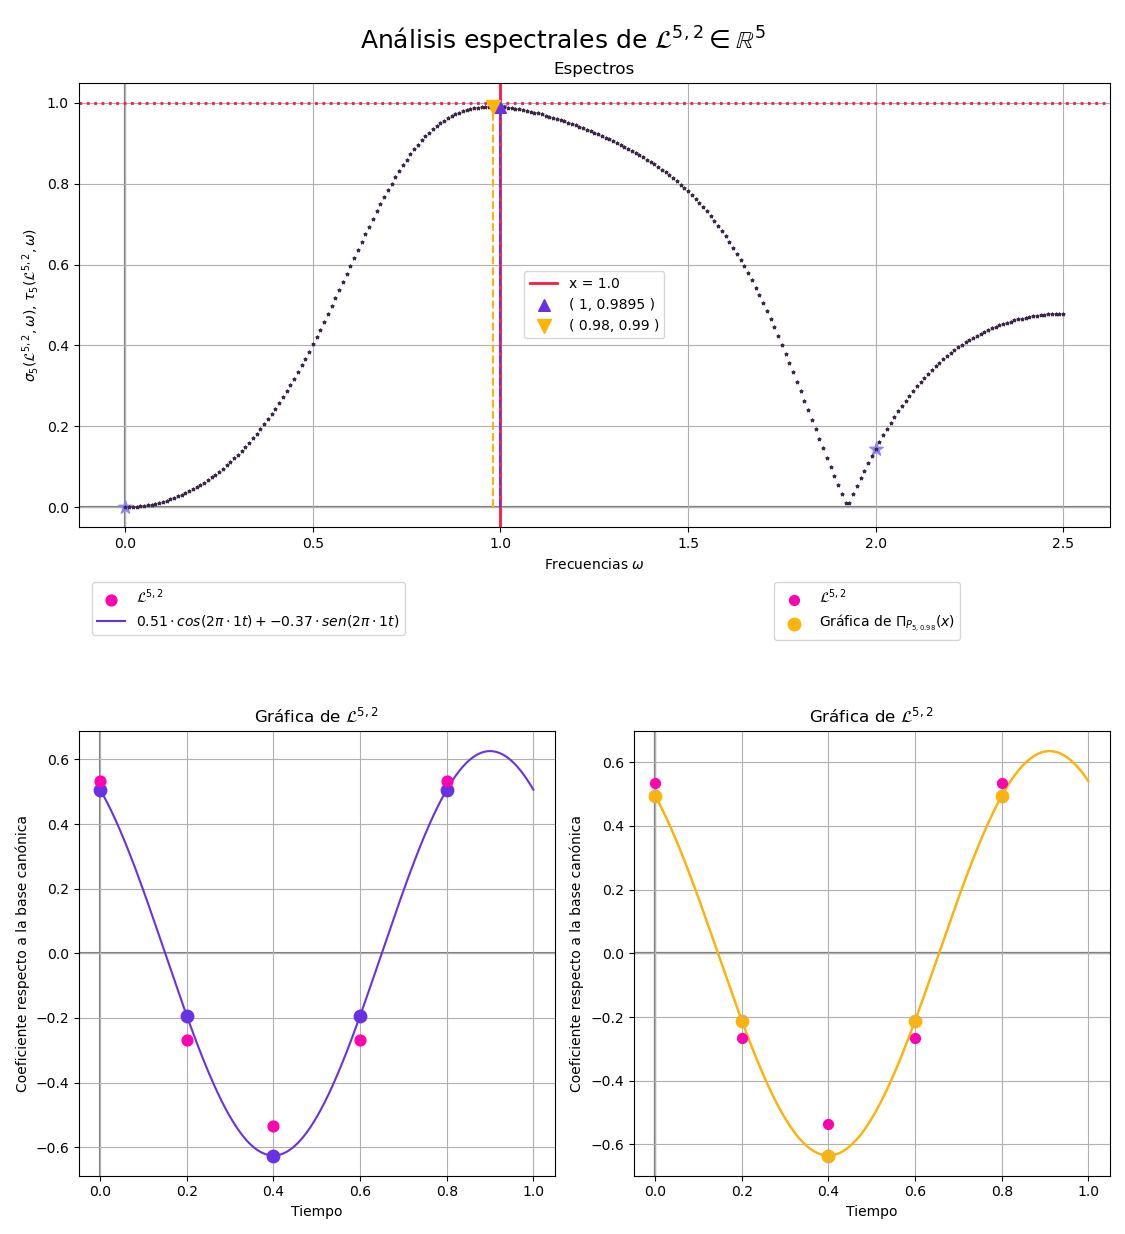 Análisis espectrales de 𝓛^{5,2} ∈ ℝ^5
Espectros
σ_5(𝓛^{5,2}, ω), τ_5(𝓛^{5,2}, ω)
1.0
0.8
0.6
0.4
0.2
0.0
x = 1.0
( 1, 0.9895 )
( 0.98, 0.99 )
0.0 0.5 1.0 1.5 2.0 2.5
Frecuencias ω
𝓛^{5,2}
0.51 · cos(2π · 1t) + −0.37 · sen(2π · 1t)
𝓛^{5,2}
Gráfica de Π_{P_{5,0.98}}(x)
Gráfica de 𝓛^{5,2}
Coeficiente respecto a la base canónica
0.6
0.4
0.2
0.0
−0.2
−0.4
−0.6
0.0 0.2 0.4 0.6 0.8 1.0
Tiempo
Gráfica de 𝓛^{5,2}
Coeficiente respecto a la base canónica
0.6
0.4
0.2
0.0
−0.2
−0.4
−0.6
0.0 0.2 0.4 0.6 0.8 1.0
Tiempo